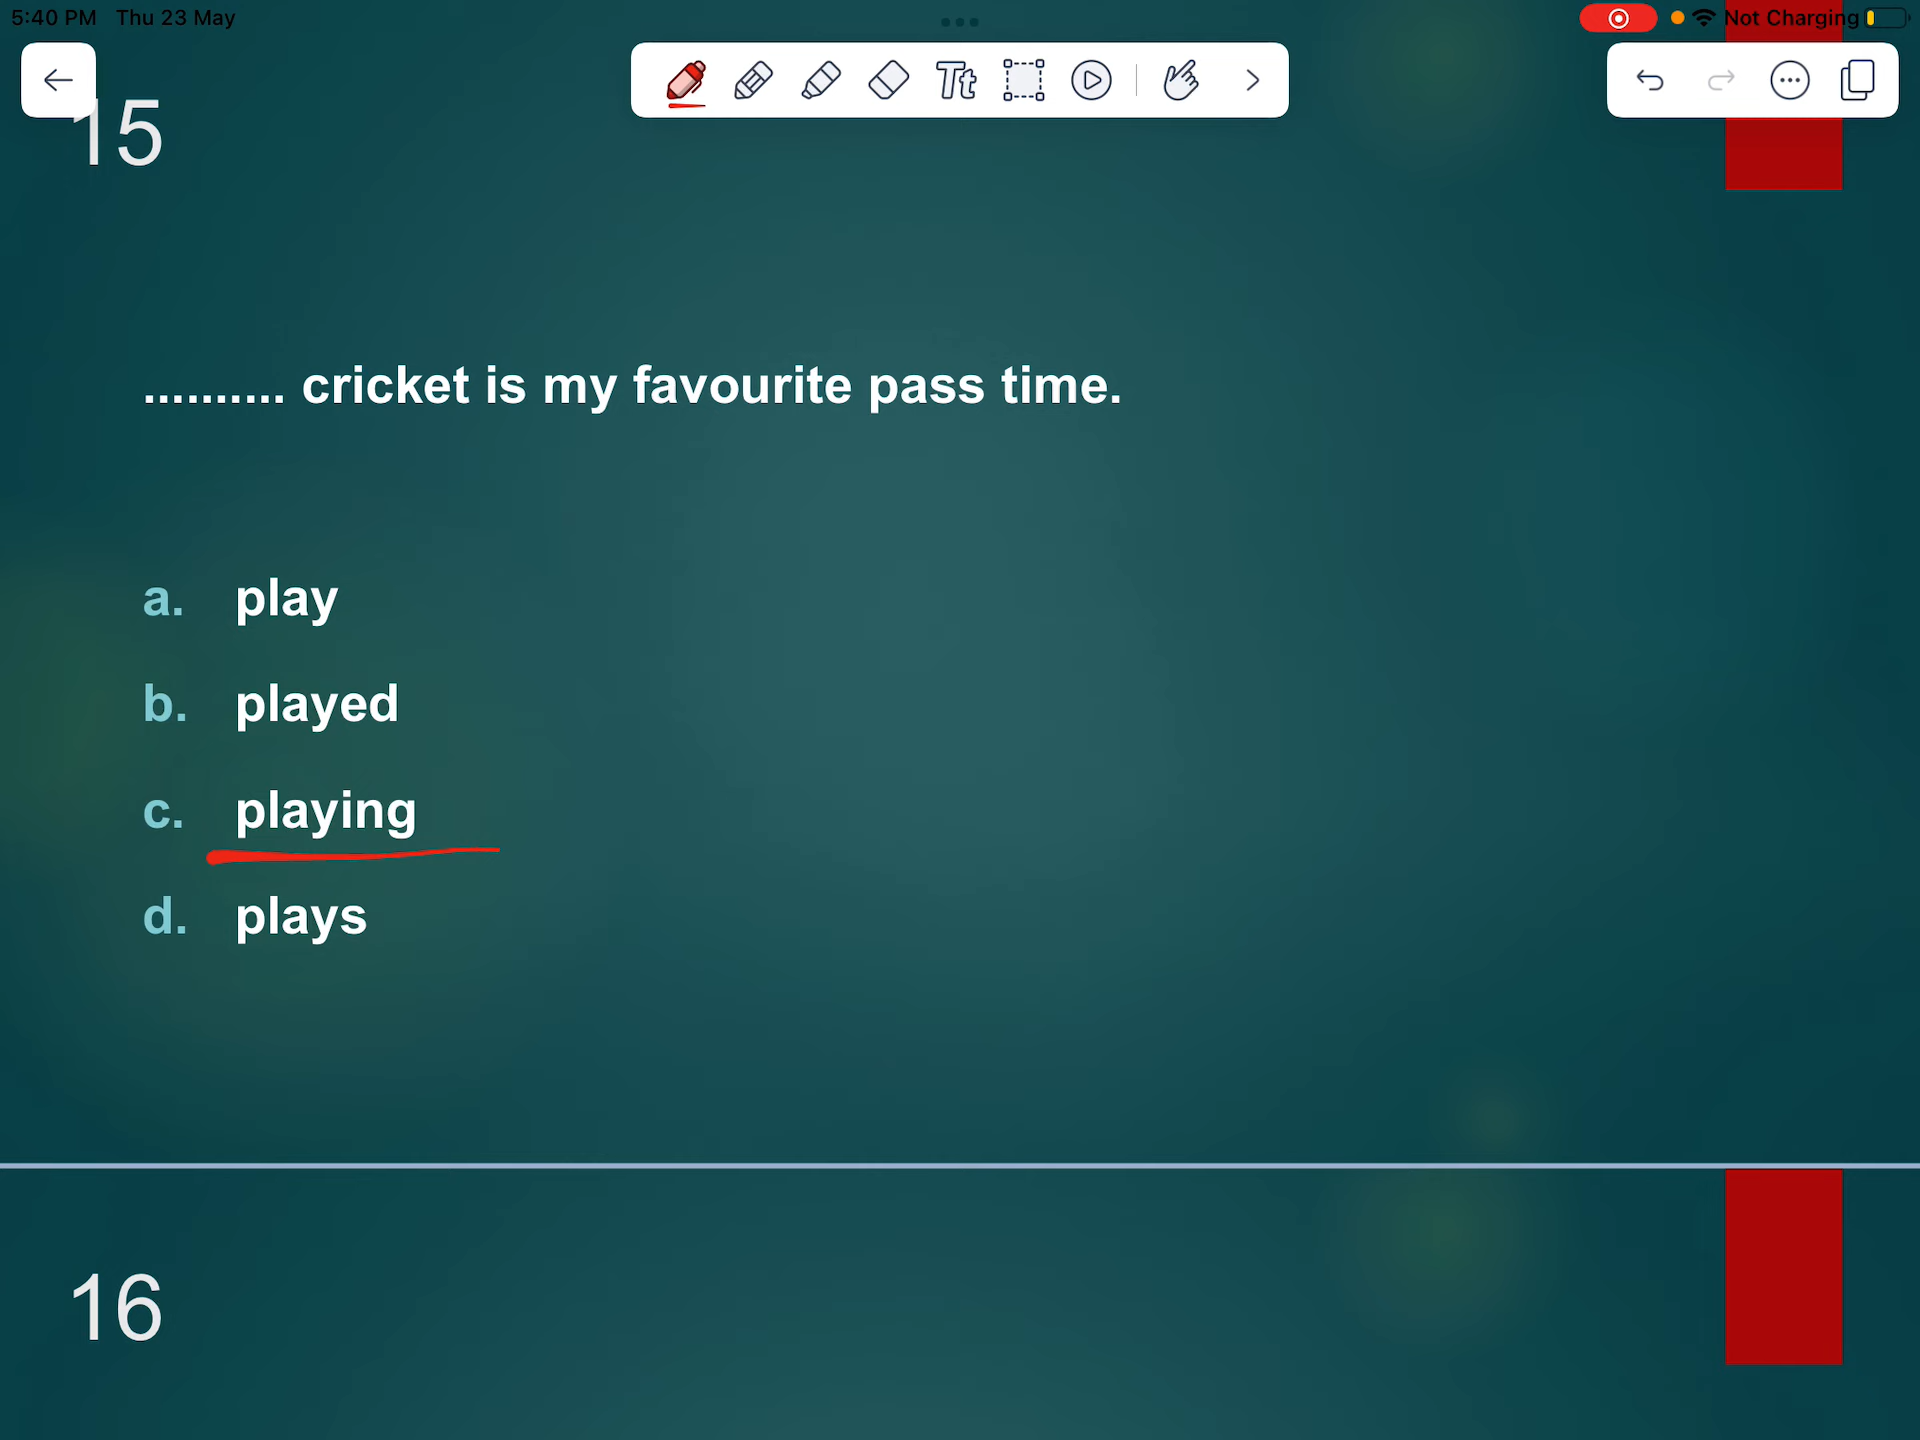 5:40 PM Thu 23 May
Not Charging
Tt
15
.......... cricket is my favourite pass time.
a. play
b. played
c. playing
d. plays
16